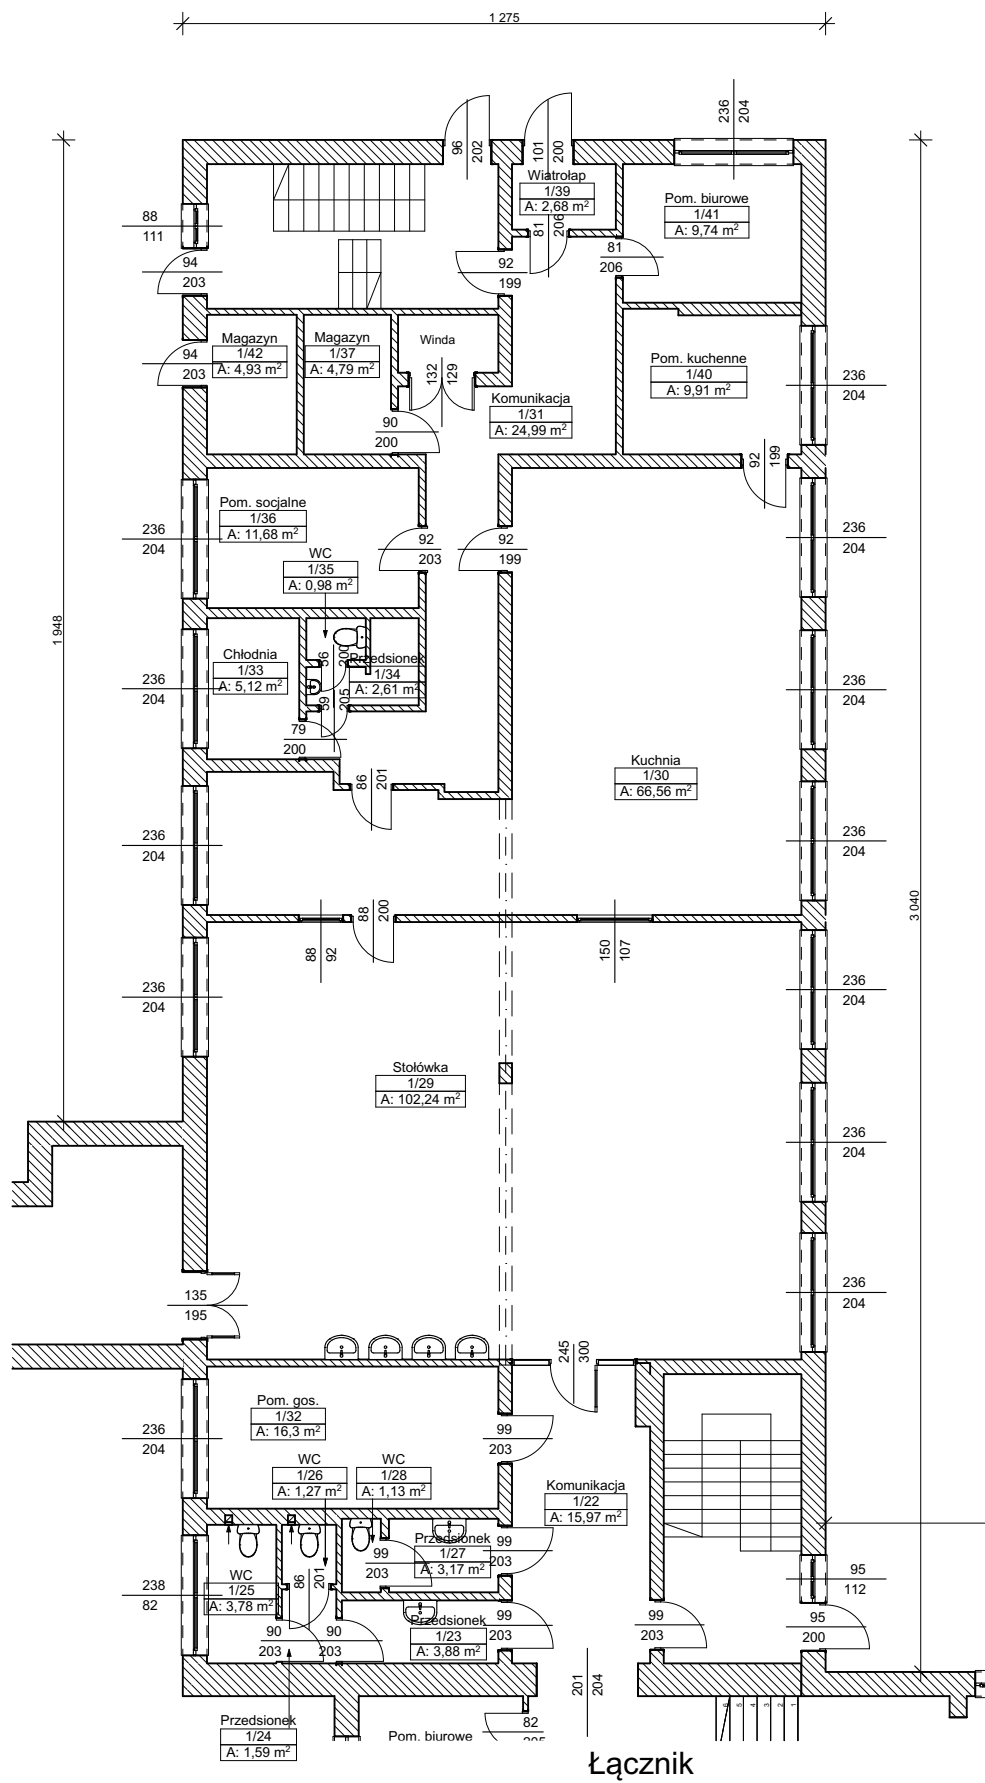 1 275
236
204
96
202
101
200
Wiatrołap
1/39
A: 2,68 m²
Pom. biurowe
1/41
A: 9,74 m²
88
111
81
206
81
206
94
203
92
199
Magazyn
1/42
A: 4,93 m²
Magazyn
1/37
A: 4,79 m²
Winda
94
203
132
129
Pom. kuchenne
1/40
A: 9,91 m²
236
204
Komunikacja
1/31
A: 24,99 m²
90
200
92
199
Pom. socjalne
1/36
A: 11,68 m²
236
204
92
203
92
199
236
204
WC
1/35
A: 0,98 m²
1 948
Chłodnia
1/33
A: 5,12 m²
56
200
Przedsionek
1/34
A: 2,61 m²
236
204
59
205
236
204
79
200
86
201
Kuchnia
1/30
A: 66,56 m²
236
204
236
204
88
200
3 040
88
92
150
107
236
204
236
204
Stołówka
1/29
A: 102,24 m²
236
204
135
195
236
204
245
300
Pom. gos.
1/32
A: 16,3 m²
236
204
99
203
WC
1/26
A: 1,27 m²
WC
1/28
A: 1,13 m²
Komunikacja
1/22
A: 15,97 m²
Przedsionek
1/27
A: 3,17 m²
99
203
99
203
WC
1/25
A: 3,78 m²
238
82
86
201
95
112
Przedsionek
1/23
A: 3,88 m²
90
203
90
203
99
203
99
203
95
200
201
204
6
5
4
3
2
1
Przedsionek
1/24
A: 1,59 m²
Pom. biurowe
82
205
Łącznik